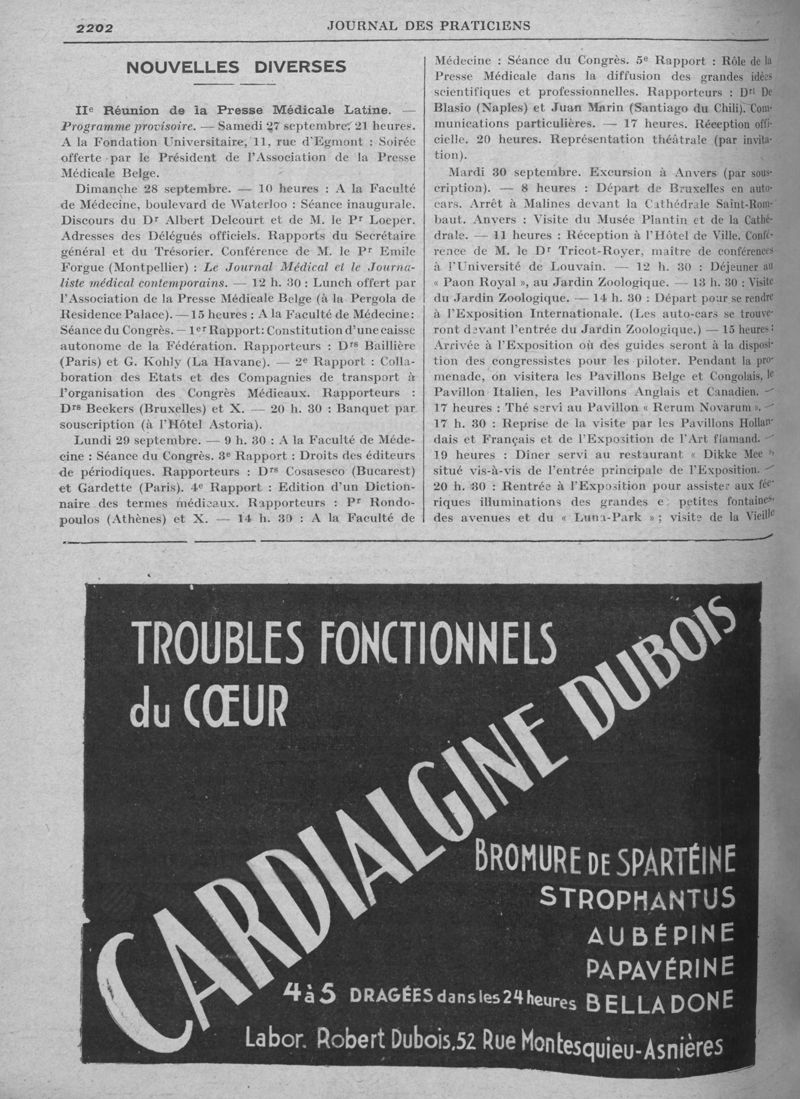 2202
JOURNAL DES PRATICIENS
NOUVELLES DIVERSES
IIe Réunion de la Presse Médicale Latine. —
Programme provisoire. — Samedi 27 septembre, 21 heures.
A la Fondation Universitaire, 11, rue d'Egmont : Soirée
offerte par le Président de l'Association de la Presse
Médicale Belge.
Dimanche 28 septembre. — 10 heures : A la Faculté
de Médecine, boulevard de Waterloo : Séance inaugurale.
Discours du Dr Albert Delcourt et de M. le Pr Loeper.
Adresses des Délégués officiels. Rapports du Secrétaire
général et du Trésorier. Conférence de M. le Pr Emile
Forgue (Montpellier) : Le Journal Médical et le Journa-
liste médical contemporains. — 12 h. 30 : Lunch offert par
l'Association de la Presse Médicale Belge (à la Pergola de
Residence Palace). — 15 heures : A la Faculté de Médecine :
Séance du Congrès. — 1er Rapport : Constitution d'une caisse
autonome de la Fédération. Rapporteurs : Drs Baillière
(Paris) et G. Kohly (La Havane). — 2e Rapport : Colla-
boration des Etats et des Compagnies de transport à
l'organisation des Congrès Médicaux. Rapporteurs :
Drs Beckers (Bruxelles) et X. — 20 h. 30 : Banquet par
souscription (à l'Hôtel Astoria).
Lundi 29 septembre. — 9 h. 30 : A la Faculté de Méde-
cine : Séance du Congrès. 3e Rapport : Droits des éditeurs
de périodiques. Rapporteurs : Drs Cosasesco (Bucarest)
et Gardette (Paris). 4e Rapport : Edition d'un Diction-
naire des termes médicaux. Rapporteurs : Pr Rondo-
poulos (Athènes) et X. — 14 h. 30 : A la Faculté de
Médecine : Séance du Congrès. 5e Rapport : Rôle de la
Presse Médicale dans la diffusion des grandes idées
scientifiques et professionnelles. Rapporteurs : Drs De
Blasio (Naples) et Juan Marin (Santiago du Chili). Com-
munications particulières. — 17 heures. Réception offi-
cielle. 20 heures. Représentation théâtrale (par invita-
tion).
Mardi 30 septembre. Excursion à Anvers (par sous-
cription). — 8 heures : Départ de Bruxelles en auto-
cars. Arrêt à Malines devant la Cathédrale Saint-Rom-
baut. Anvers : Visite du Musée Plantin et de la Cathé-
drale. — 11 heures : Réception à l'Hôtel de Ville. Confé-
rence de M. le Dr Tricot-Royer, maître de conférences
à l'Université de Louvain. — 12 h. 30 : Déjeuner au
« Paon Royal », au Jardin Zoologique. — 13 h. 30 : Visite
du Jardin Zoologique. — 14 h. 30 : Départ pour se rendre
à l'Exposition Internationale. (Les auto-cars se trouve-
ront devant l'entrée du Jardin Zoologique.) — 15 heures :
Arrivée à l'Exposition où des guides seront à la disposi-
tion des congressistes pour les piloter. Pendant la pro-
menade, on visitera les Pavillons Belge et Congolais, le
Pavillon Italien, les Pavillons Anglais et Canadien. —
17 heures : Thé servi au Pavillon « Rerum Novarum ». —
17 h. 30 : Reprise de la visite par les Pavillons Hollan-
dais et Français et de l'Exposition de l'Art flamand. —
19 heures : Diner servi au restaurant « Dikke Mee »
situé vis-à-vis de l'entrée principale de l'Exposition. —
20 h. 30 : Rentrée à l'Exposition pour assister aux fée-
riques illuminations des grandes et petites fontaines,
des avenues et du « Luna-Park » ; visite de la Vieille
TROUBLES FONCTIONNELS
du CŒUR
CARDIALGINE DUBOIS
BROMURE DE SPARTÉINE
STROPHANTUS
AUBÉPINE
PAPAVÉRINE
BELLADONE
4 à 5 DRAGÉES dans les 24 heures
Labor. Robert Dubois, 52 Rue Montesquieu-Asnières